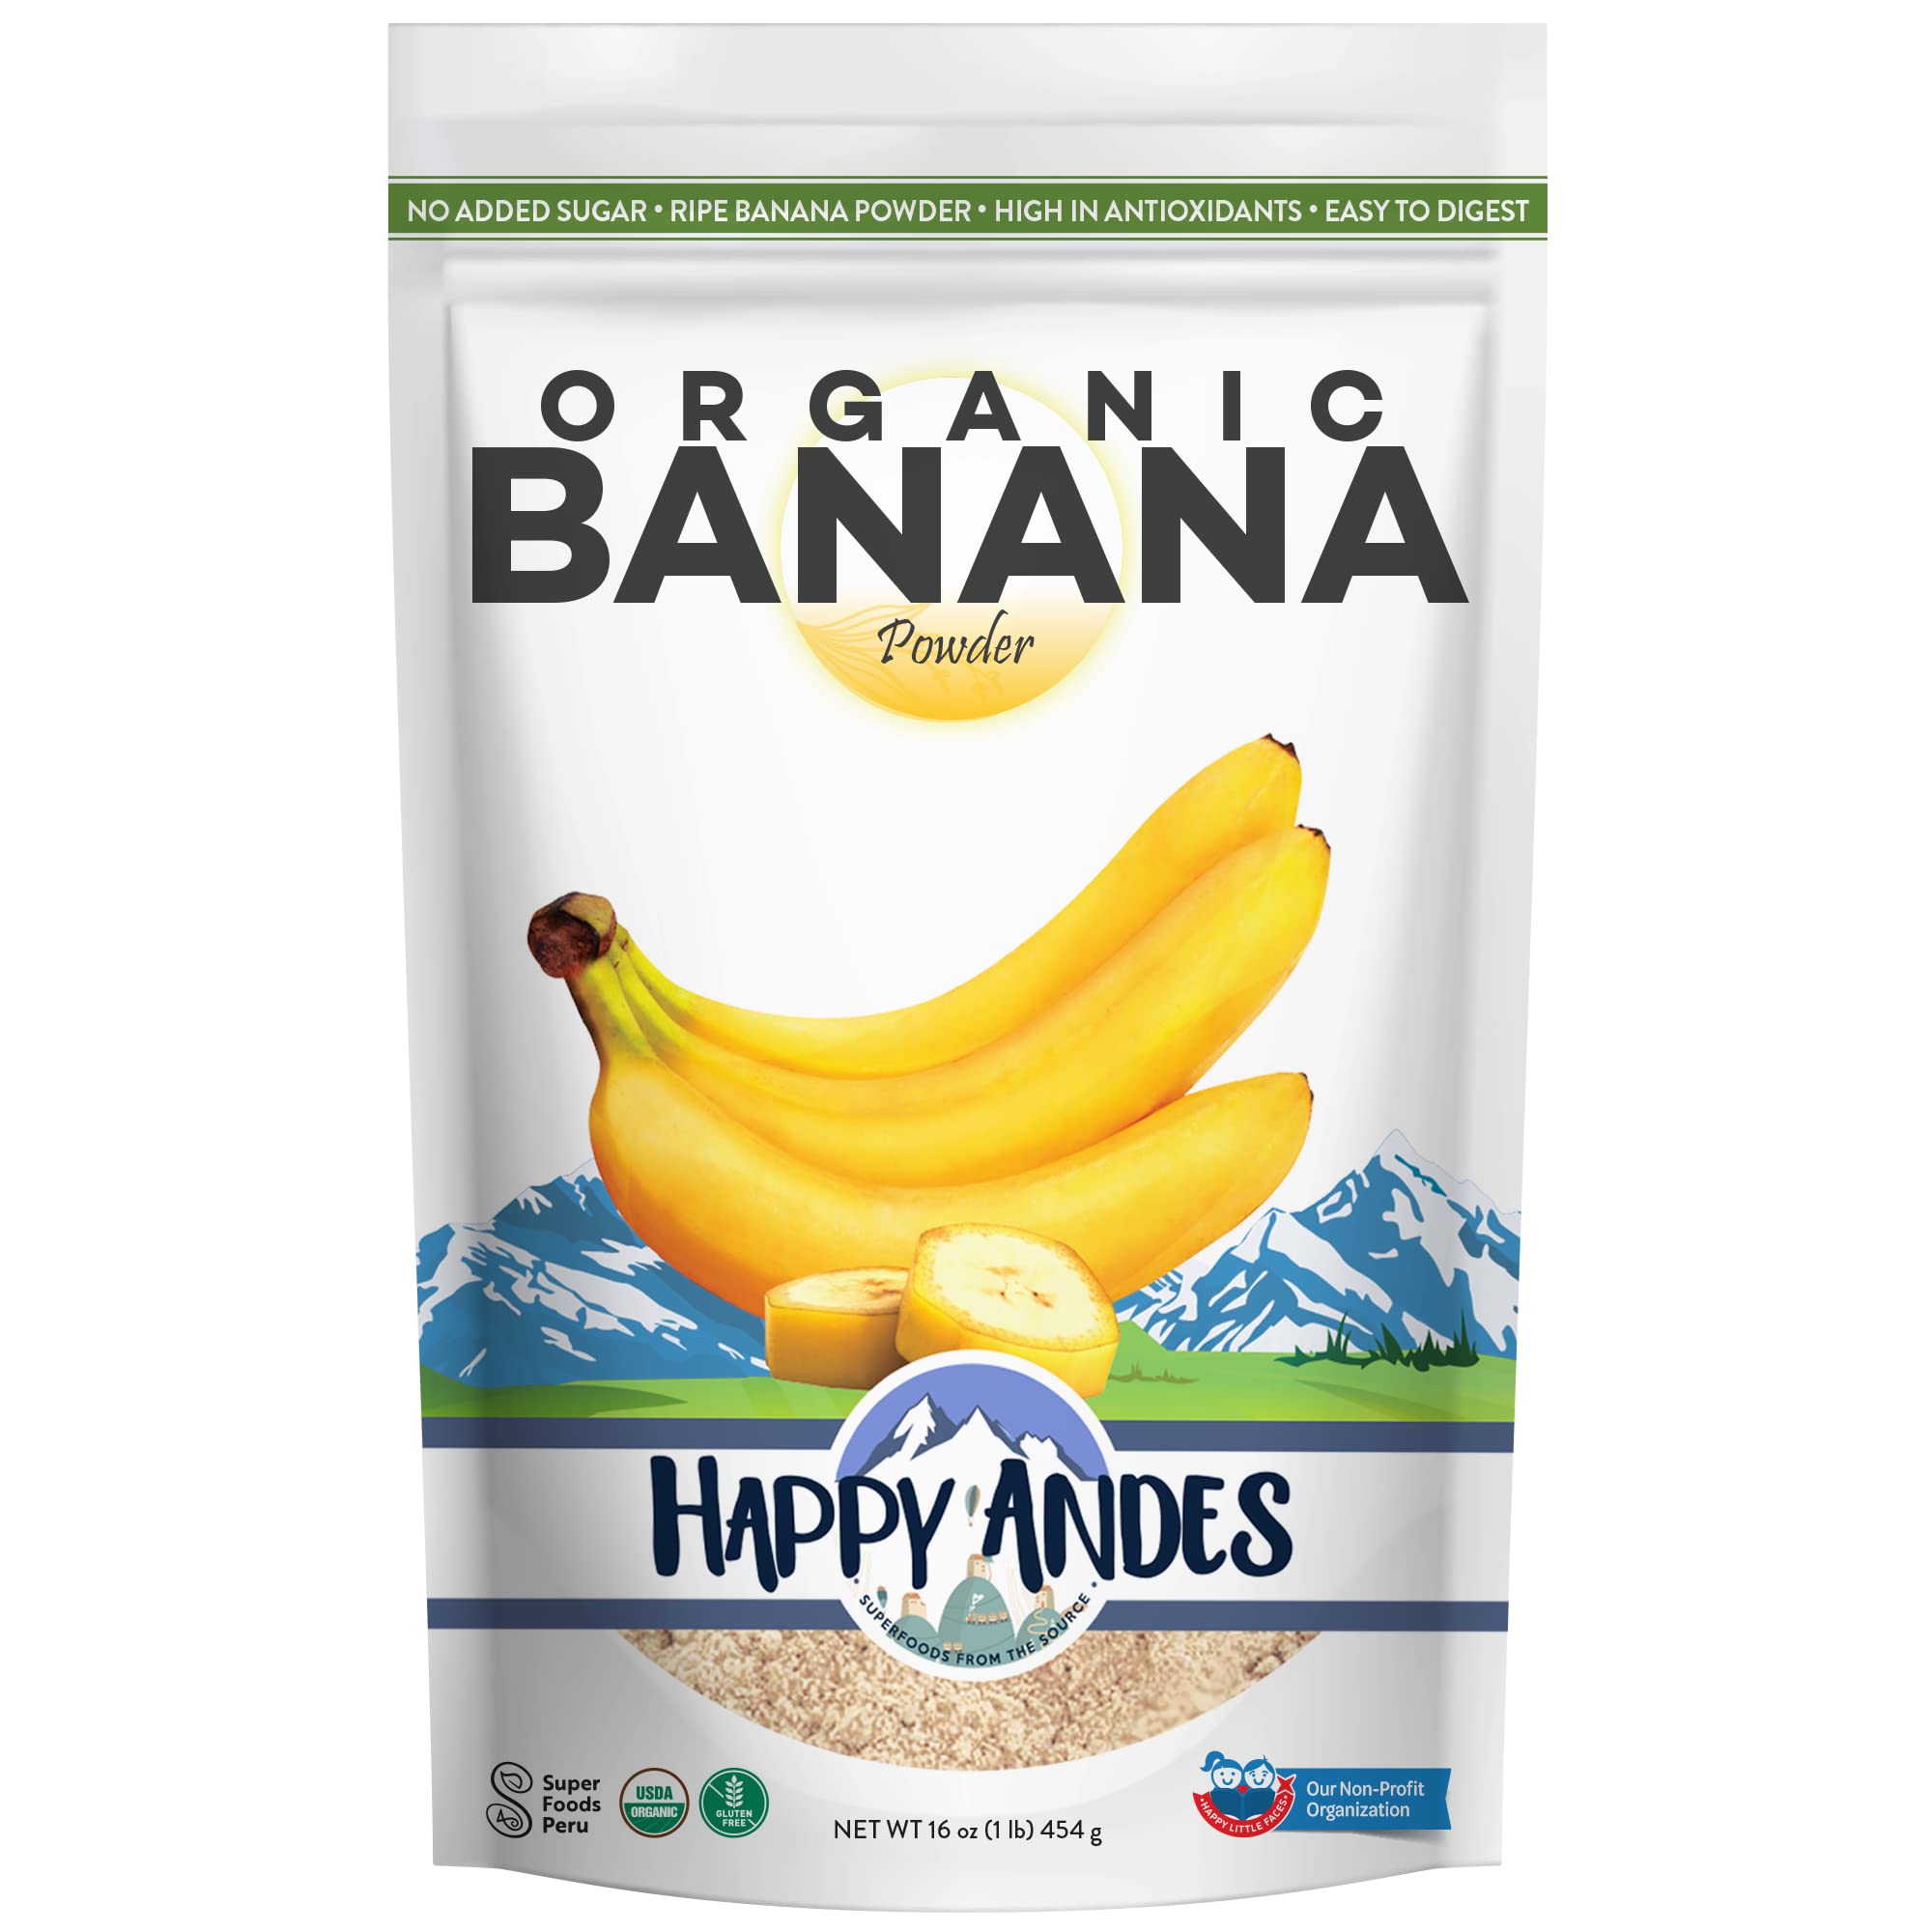 NO ADDED SUGAR • RIPE BANANA POWDER • HIGH IN ANTIOXIDANTS • EASY TO DIGEST
ORGANIC
BANANA
Powder
HAPPY ANDES
• SUPERFOODS FROM THE SOURCE •
Super
Foods
Peru
USDA
ORGANIC
GLUTEN
FREE
NET WT 16 oz (1 lb) 454 g
• HAPPY LITTLE FACES •
Our Non-Profit
Organization